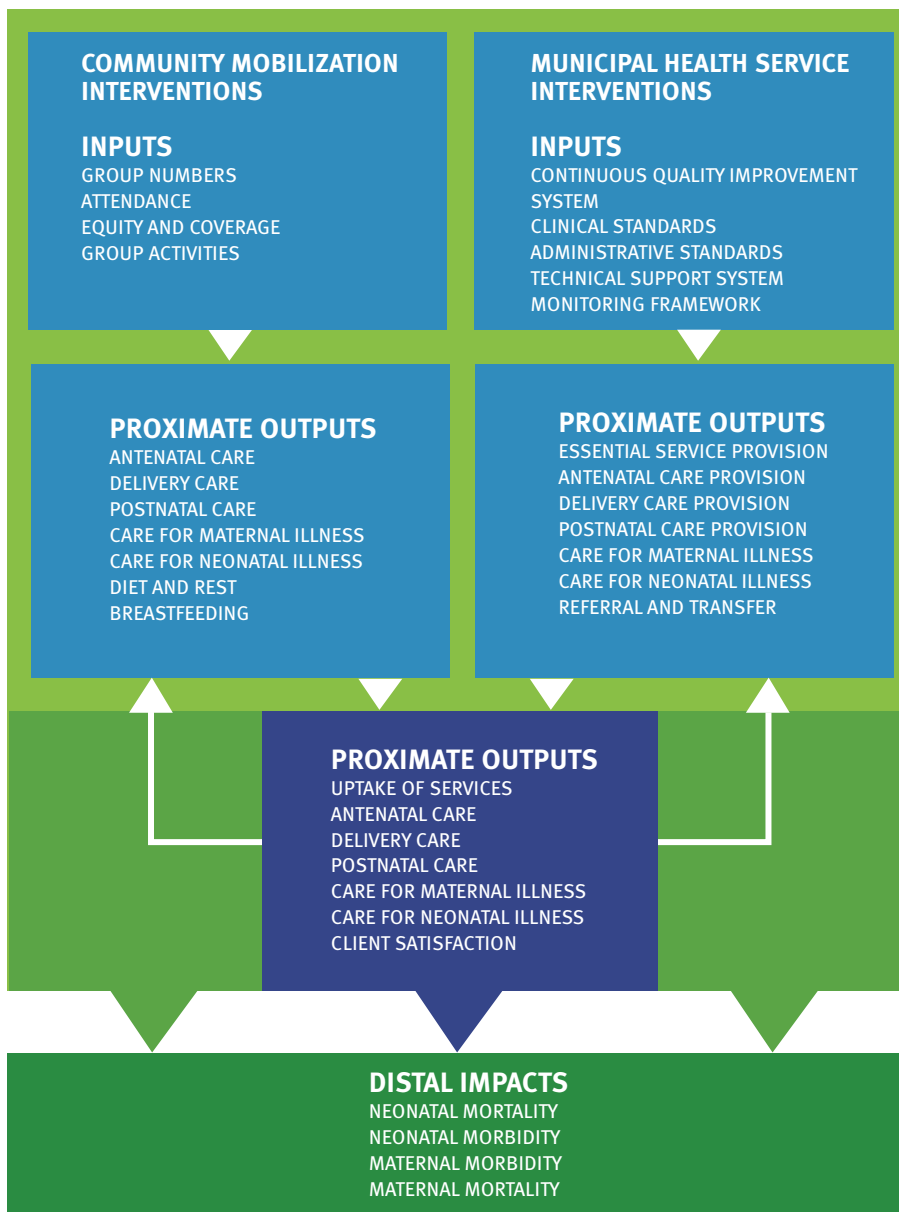 COMMUNITY MOBILIZATION
INTERVENTIONS
INPUTS
GROUP NUMBERS
ATTENDANCE
EQUITY AND COVERAGE
GROUP ACTIVITIES
MUNICIPAL HEALTH SERVICE
INTERVENTIONS
INPUTS
CONTINUOUS QUALITY IMPROVEMENT
SYSTEM
CLINICAL STANDARDS
ADMINISTRATIVE STANDARDS
TECHNICAL SUPPORT SYSTEM
MONITORING FRAMEWORK
PROXIMATE OUTPUTS
ANTENATAL CARE
DELIVERY CARE
POSTNATAL CARE
CARE FOR MATERNAL ILLNESS
CARE FOR NEONATAL ILLNESS
DIET AND REST
BREASTFEEDING
PROXIMATE OUTPUTS
ESSENTIAL SERVICE PROVISION
ANTENATAL CARE PROVISION
DELIVERY CARE PROVISION
POSTNATAL CARE PROVISION
CARE FOR MATERNAL ILLNESS
CARE FOR NEONATAL ILLNESS
REFERRAL AND TRANSFER
PROXIMATE OUTPUTS
UPTAKE OF SERVICES
ANTENATAL CARE
DELIVERY CARE
POSTNATAL CARE
CARE FOR MATERNAL ILLNESS
CARE FOR NEONATAL ILLNESS
CLIENT SATISFACTION
DISTAL IMPACTS
NEONATAL MORTALITY
NEONATAL MORBIDITY
MATERNAL MORBIDITY
MATERNAL MORTALITY